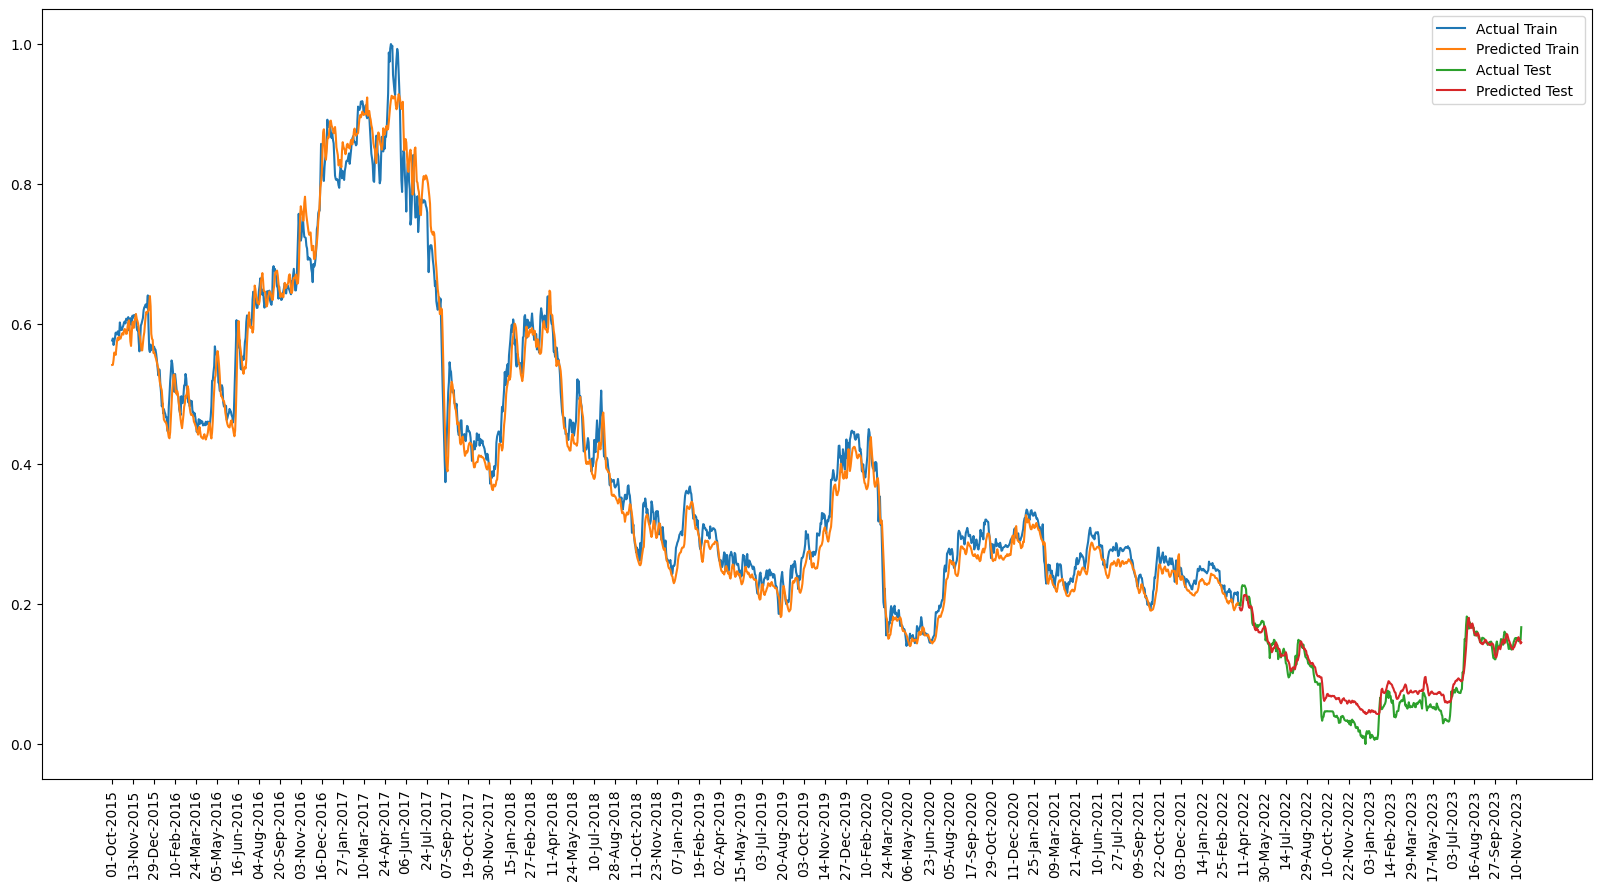 Actual Train
Predicted Train
Actual Test
Predicted Test
1.0
0.8
0.6
0.4
0.2
0.0
01-Oct-2015
13-Nov-2015
29-Dec-2015
10-Feb-2016
24-Mar-2016
05-May-2016
16-Jun-2016
04-Aug-2016
20-Sep-2016
03-Nov-2016
16-Dec-2016
27-Jan-2017
10-Mar-2017
24-Apr-2017
06-Jun-2017
24-Jul-2017
07-Sep-2017
19-Oct-2017
30-Nov-2017
15-Jan-2018
27-Feb-2018
11-Apr-2018
24-May-2018
10-Jul-2018
28-Aug-2018
11-Oct-2018
23-Nov-2018
07-Jan-2019
19-Feb-2019
02-Apr-2019
15-May-2019
03-Jul-2019
20-Aug-2019
03-Oct-2019
14-Nov-2019
27-Dec-2019
10-Feb-2020
24-Mar-2020
06-May-2020
23-Jun-2020
05-Aug-2020
17-Sep-2020
29-Oct-2020
11-Dec-2020
25-Jan-2021
09-Mar-2021
21-Apr-2021
10-Jun-2021
27-Jul-2021
09-Sep-2021
22-Oct-2021
03-Dec-2021
14-Jan-2022
25-Feb-2022
11-Apr-2022
30-May-2022
14-Jul-2022
29-Aug-2022
10-Oct-2022
22-Nov-2022
03-Jan-2023
14-Feb-2023
29-Mar-2023
17-May-2023
03-Jul-2023
16-Aug-2023
27-Sep-2023
10-Nov-2023